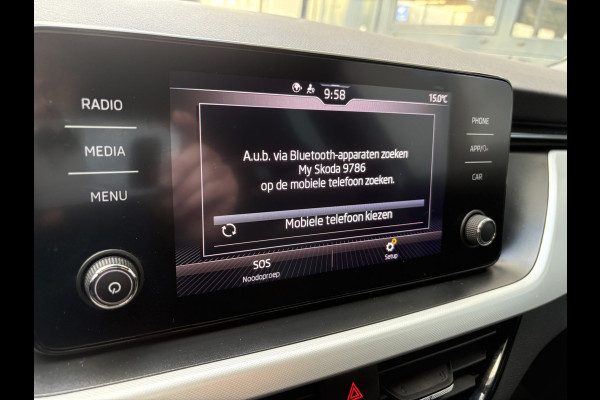 9:58
15.0°C
RADIO
MEDIA
MENU
A.u.b. via Bluetooth-apparaten zoeken
My Skoda 9786
op de mobiele telefoon zoeken.
Mobiele telefoon kiezen
SOS
Noodoproep
Setup
PHONE
APP/
CAR